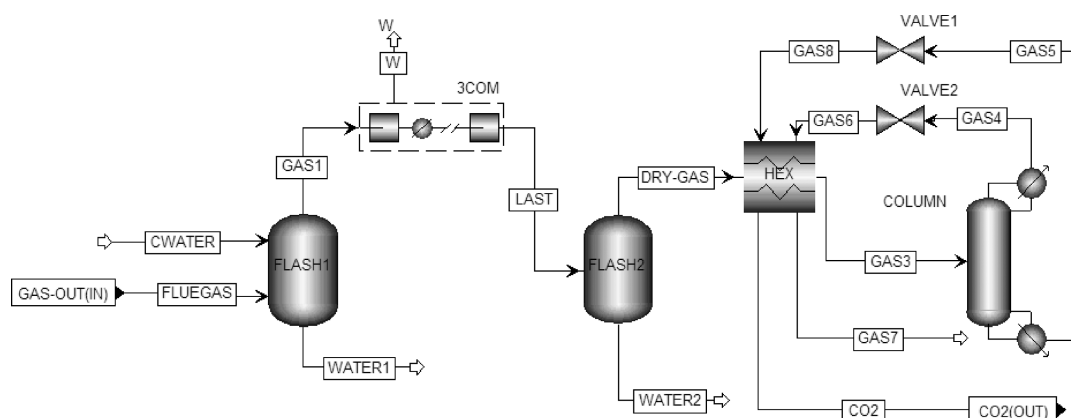 VALVE1
GAS8
GAS5
W
W
3COM
VALVE2
GAS6
GAS4
GAS1
DRY-GAS
HEX
LAST
COLUMN
CWATER
FLASH1
FLASH2
GAS3
GAS-OUT(IN)
FLUEGAS
GAS7
WATER1
WATER2
CO2
CO2(OUT)